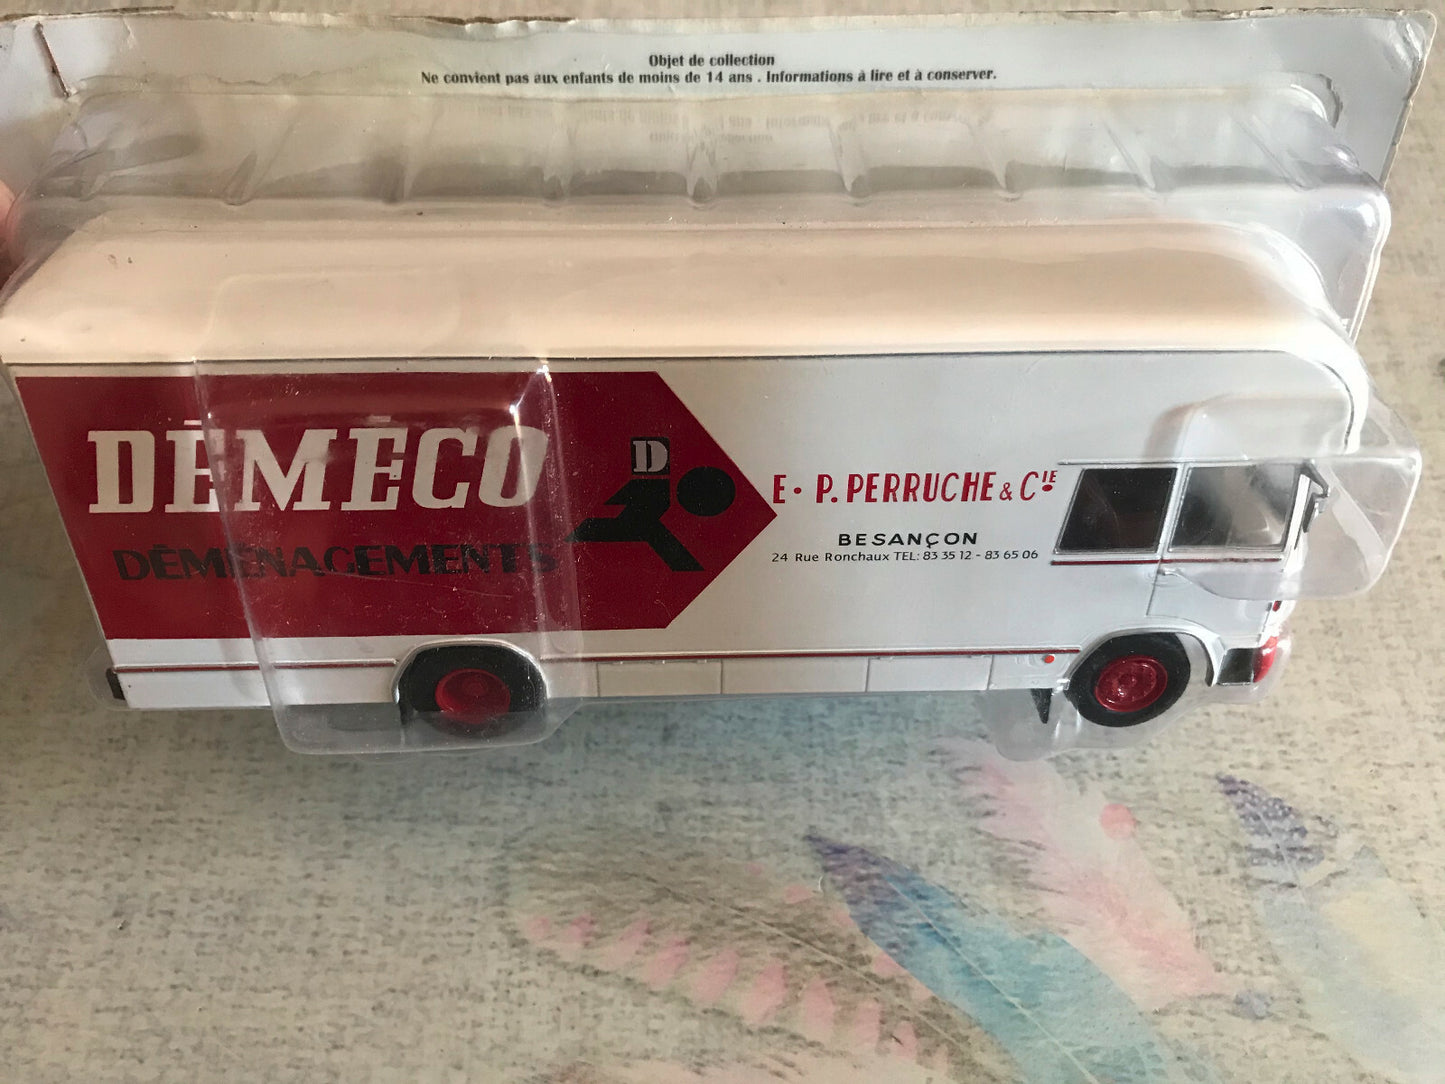 Objet de collection
Ne convient pas aux enfants de moins de 14 ans . Informations à lire et à conserver.
DÉMÉCO
DÉMÉNAGEMENTS
D
E. P. PERRUCHE & CIE
BESANÇON
24 Rue Ronchaux TEL: 83 35 12 - 83 65 06